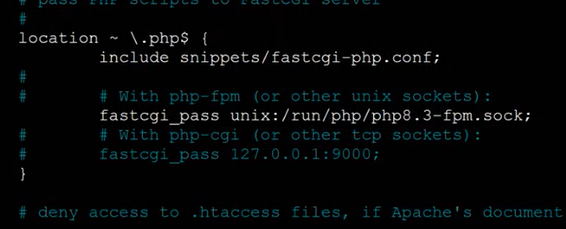 # pass PHP scripts to FastCGI server
#
location ~ \.php$ {
include snippets/fastcgi-php.conf;
#
# # With php-fpm (or other unix sockets):
fastcgi_pass unix:/run/php/php8.3-fpm.sock;
# # With php-cgi (or other tcp sockets):
# fastcgi_pass 127.0.0.1:9000;
}
# deny access to .htaccess files, if Apache's document